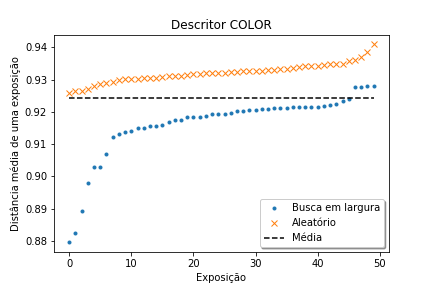 Descritor COLOR
Distância média de uma exposição
0.94
0.93
0.92
0.91
0.90
0.89
0.88
Busca em largura
Aleatório
Média
0 10 20 30 40 50
Exposição